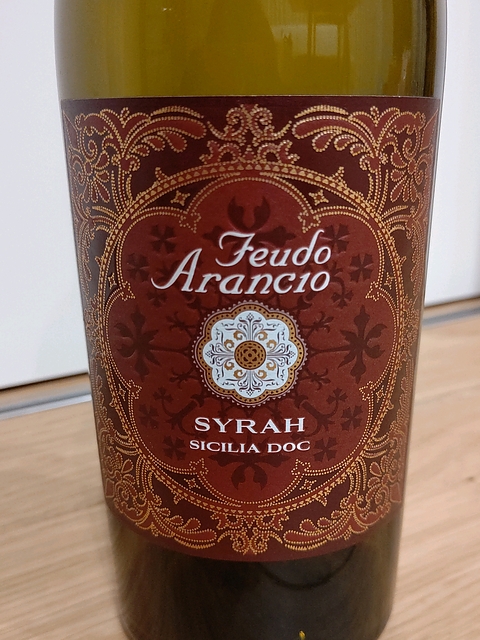 Feudo
Arancio
SYRAH
SICILIA DOC